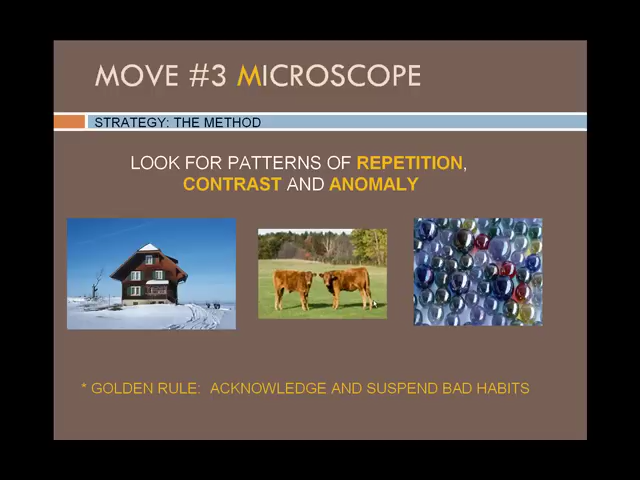 MOVE #3 MICROSCOPE
STRATEGY: THE METHOD
LOOK FOR PATTERNS OF REPETITION,
CONTRAST AND ANOMALY
* GOLDEN RULE: ACKNOWLEDGE AND SUSPEND BAD HABITS